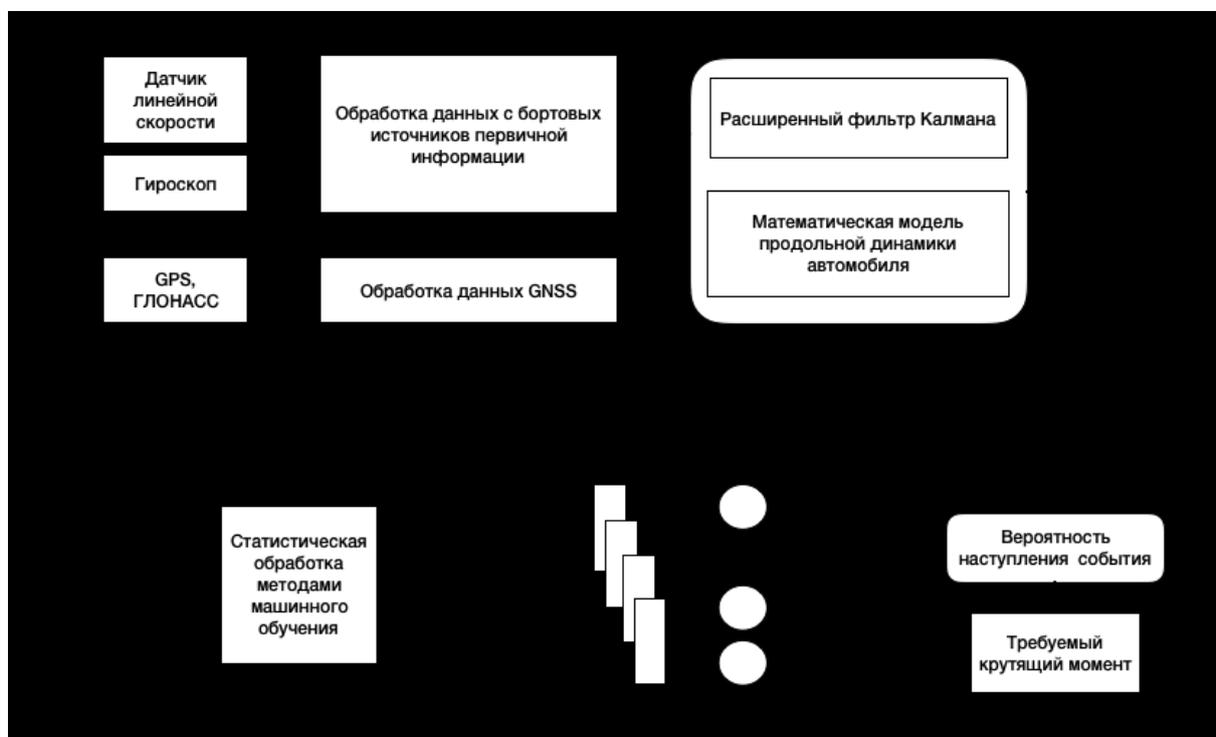 Датчик
линейной
скорости
Гироскоп
GPS,
ГЛОНАСС
Обработка данных с бортовых
источников первичной
информации
Обработка данных GNSS
Расширенный фильтр Калмана
Математическая модель
продольной динамики
автомобиля
Статистическая
обработка
методами
машинного
обучения
Вероятность
наступления события
Требуемый
крутящий момент